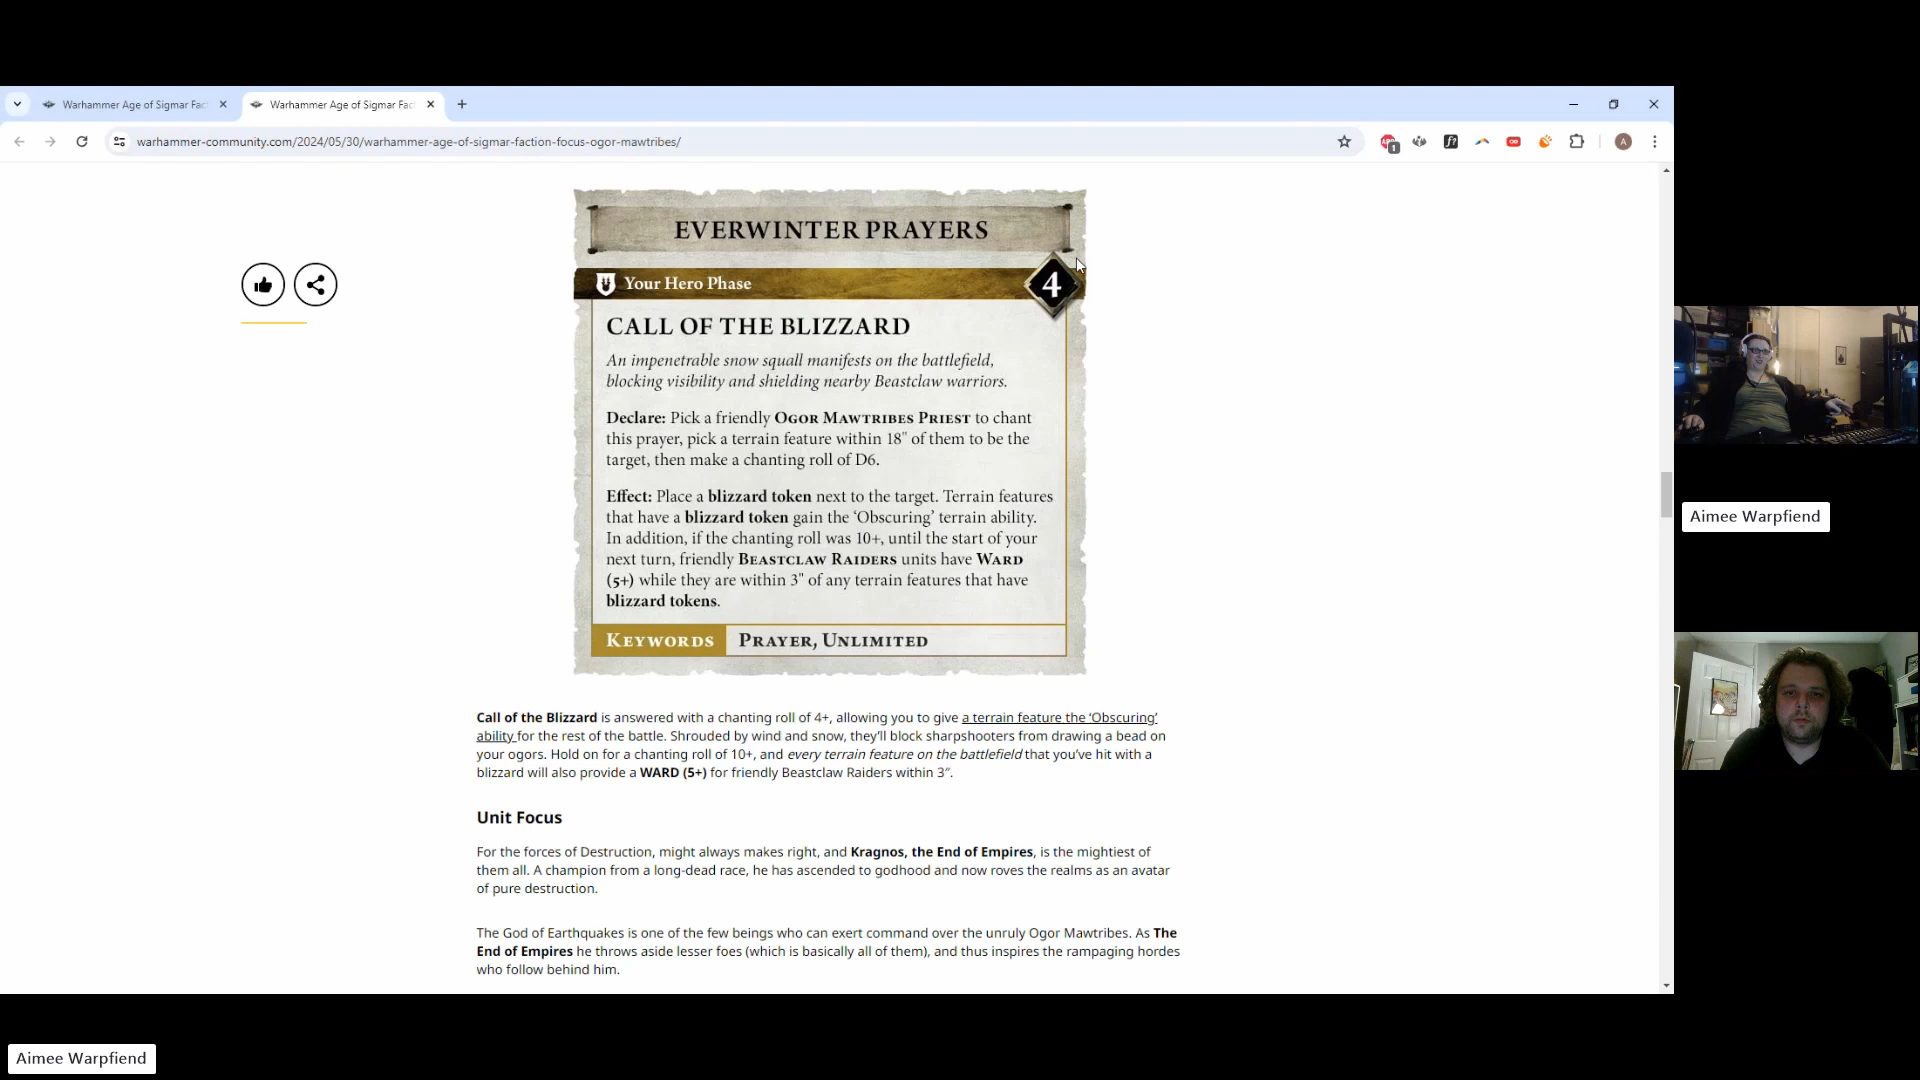 Warhammer Age of Sigmar Fac
Warhammer Age of Sigmar Fac
warhammer-community.com/2024/05/30/warhammer-age-of-sigmar-faction-focus-ogor-mawtribes/
1
f?
A
EVERWINTER PRAYERS
Your Hero Phase
4
CALL OF THE BLIZZARD
An impenetrable snow squall manifests on the battlefield,
blocking visibility and shielding nearby Beastclaw warriors.
Declare: Pick a friendly OGOR MAWTRIBES PRIEST to chant
this prayer, pick a terrain feature within 18" of them to be the
target, then make a chanting roll of D6.
Effect: Place a blizzard token next to the target. Terrain features
that have a blizzard token gain the ‘Obscuring’ terrain ability.
In addition, if the chanting roll was 10+, until the start of your
next turn, friendly BEASTCLAW RAIDERS units have WARD
(5+) while they are within 3" of any terrain features that have
blizzard tokens.
KEYWORDS PRAYER, UNLIMITED
Call of the Blizzard is answered with a chanting roll of 4+, allowing you to give a terrain feature the ‘Obscuring’
ability for the rest of the battle. Shrouded by wind and snow, they’ll block sharpshooters from drawing a bead on
your ogors. Hold on for a chanting roll of 10+, and every terrain feature on the battlefield that you’ve hit with a
blizzard will also provide a WARD (5+) for friendly Beastclaw Raiders within 3″.
Unit Focus
For the forces of Destruction, might always makes right, and Kragnos, the End of Empires, is the mightiest of
them all. A champion from a long-dead race, he has ascended to godhood and now roves the realms as an avatar
of pure destruction.
The God of Earthquakes is one of the few beings who can exert command over the unruly Ogor Mawtribes. As The
End of Empires he throws aside lesser foes (which is basically all of them), and thus inspires the rampaging hordes
who follow behind him.
Aimee Warpfiend
Aimee Warpfiend